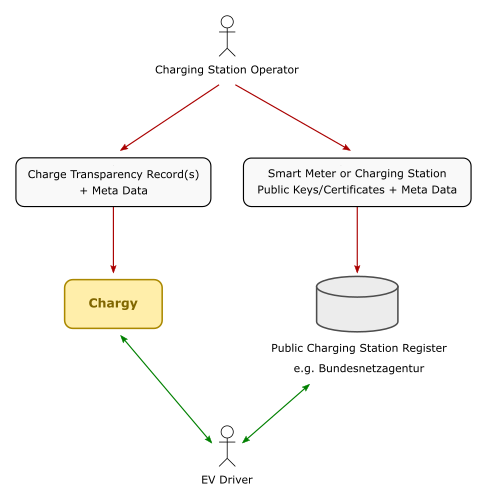 Charging Station Operator
Charge Transparency Record(s)
+ Meta Data
Smart Meter or Charging Station
Public Keys/Certificates + Meta Data
Chargy
Public Charging Station Register
e.g. Bundesnetzagentur
EV Driver